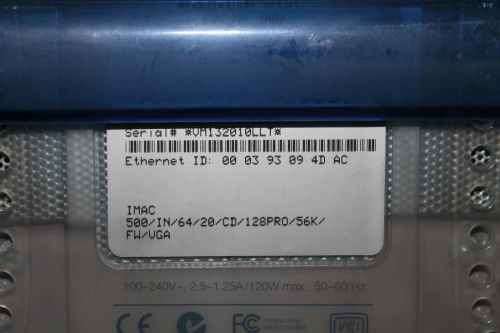 Serial# *VM132010LLT*
Ethernet ID: 00 03 93 09 4D AC
IMAC
500/IN/64/20/CD/128PRO/56K/
FW/VGA
100-240V~, 2.5-1.25A/120W max. 50-60 Hz
CE FC